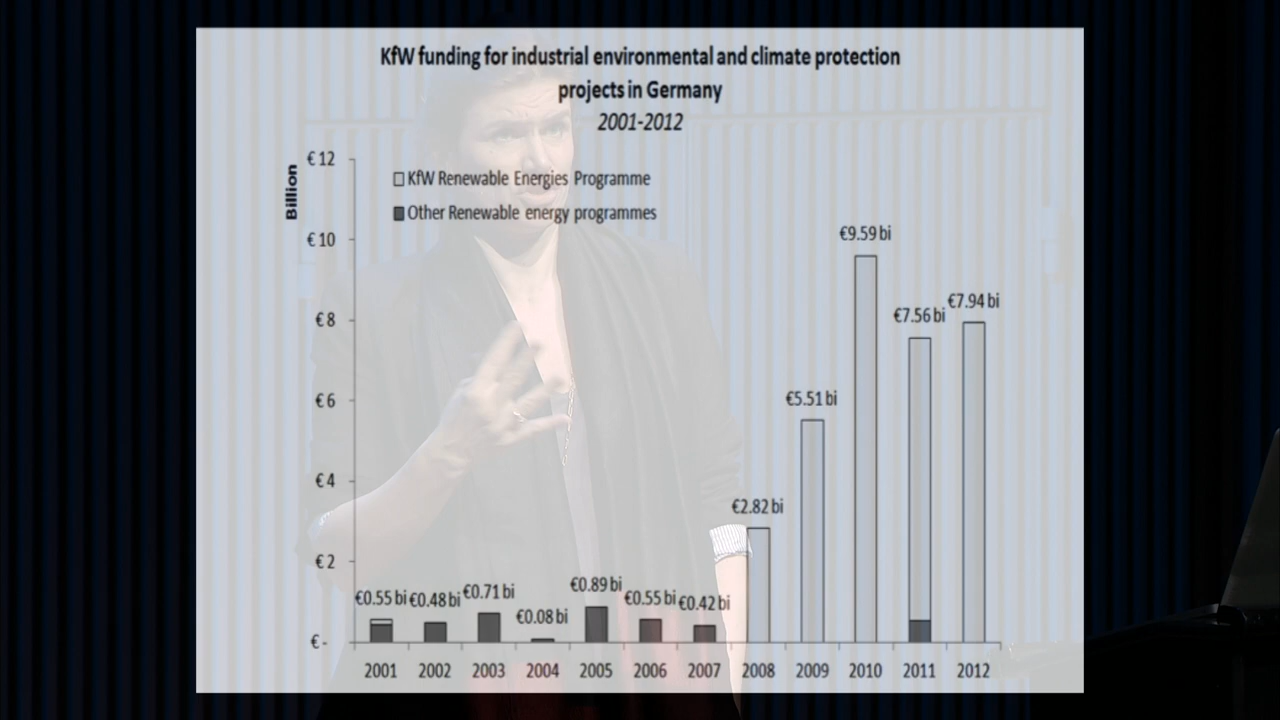 KfW funding for industrial environmental and climate protection
projects in Germany
2001-2012
Billion
€ 12
€ 10
€ 8
€ 6
€ 4
€ 2
€ -
KfW Renewable Energies Programme
Other Renewable energy programmes
€0.55 bi
€0.48 bi
€0.71 bi
€0.08 bi
€0.89 bi
€0.55 bi
€0.42 bi
€2.82 bi
€5.51 bi
€9.59 bi
€7.56 bi
€7.94 bi
2001 2002 2003 2004 2005 2006 2007 2008 2009 2010 2011 2012